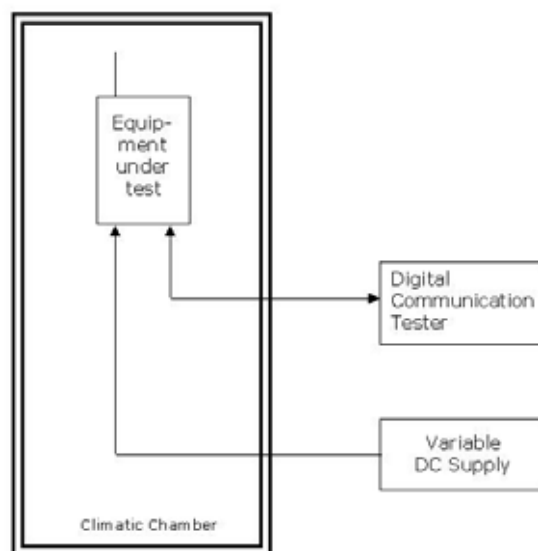 Equip-
ment
under
test
Digital
Communication
Tester
Variable
DC Supply
Climatic Chamber